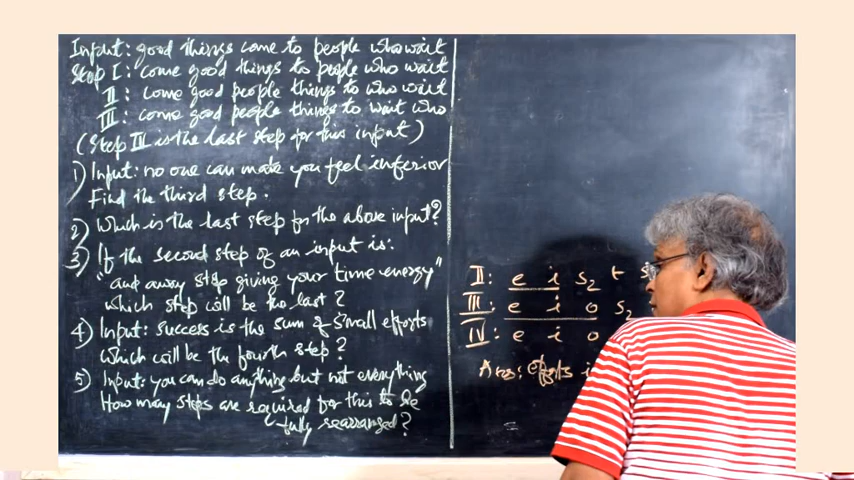 Input: good things come to people who wait
Step I: come good things to people who wait
II: come good people things to who wait
III: come good people things to wait who
(Step III is the last step for this input)
1) Input: no one can make you feel inferior
Find the third step.
2) Which is the last step for the above input?
3) If the second step of an input is:
"and away stop giving your time energy"
which step will be the last?
4) Input: success is the sum of small efforts
which will be the fourth step?
5) Input: you can do anything but not everything
How many steps are required for this to be
fully rearranged?
II: e i s2 t
III: e i o s2
IV: e i o
Ans: efforts i